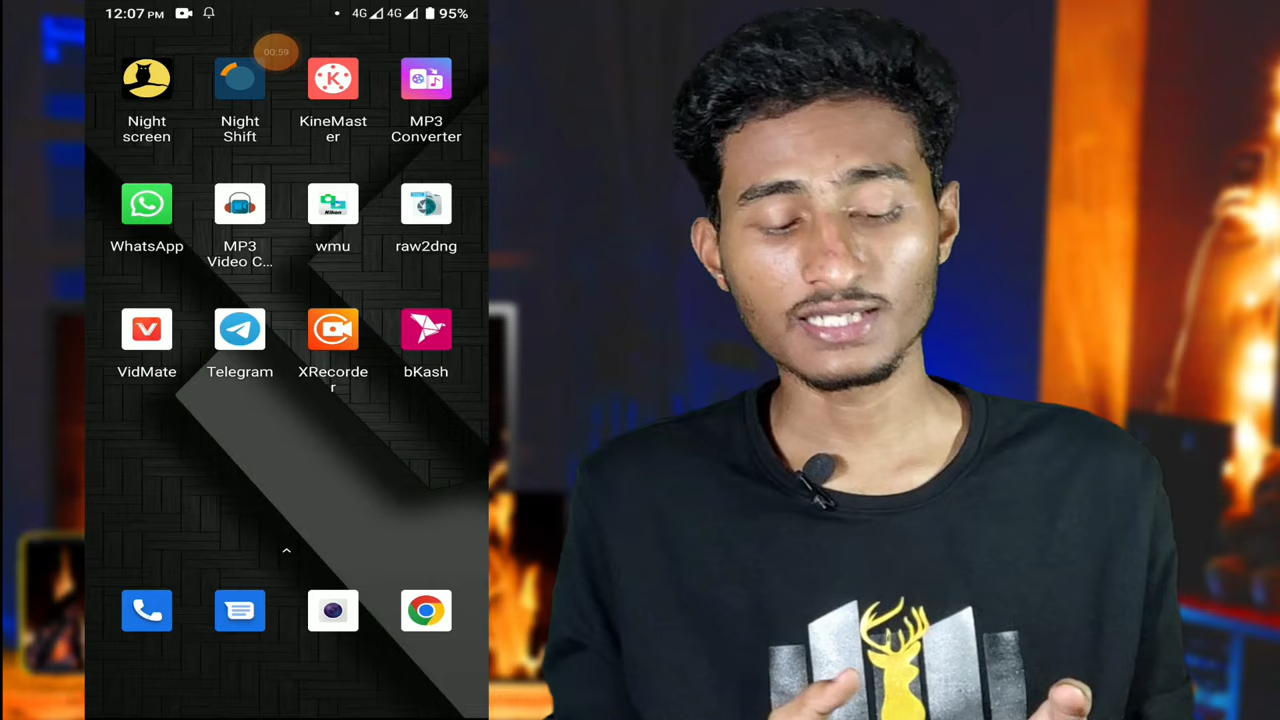 12:07 PM 4G 4G 95%
00:59
Night
screen
Night
Shift
KineMast
er
MP3
Converter
WhatsApp
MP3
Video C...
Nikon
wmu
raw2dng
VidMate
Telegram
XRecorde
r
bKash